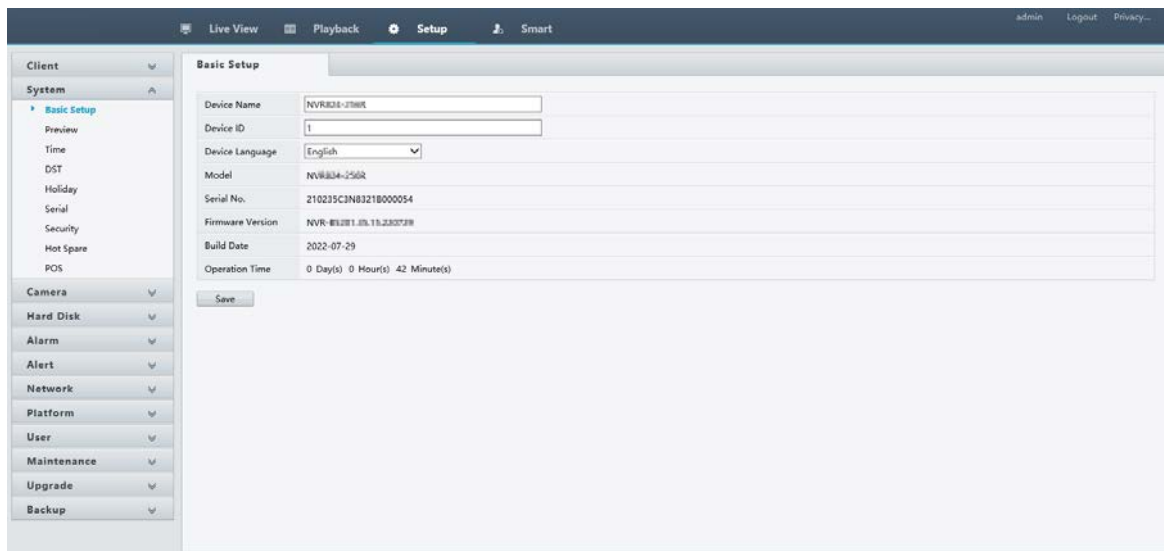 admin Logout Privacy...
Live View Playback Setup Smart
Client
System
Basic Setup
Preview
Time
DST
Holiday
Serial
Security
Hot Spare
POS
Camera
Hard Disk
Alarm
Alert
Network
Platform
User
Maintenance
Upgrade
Backup
Basic Setup
Device Name
Device ID 1
Device Language English
Model
Serial No. 210235C3N8321B000054
Firmware Version
Build Date 2022-07-29
Operation Time 0 Day(s) 0 Hour(s) 42 Minute(s)
Save